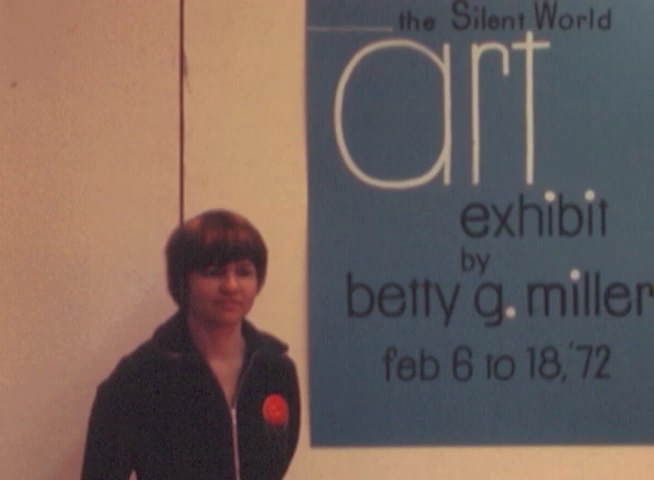 the Silent World
art
exhibit
by
betty g. miller
feb 6 to 18, '72